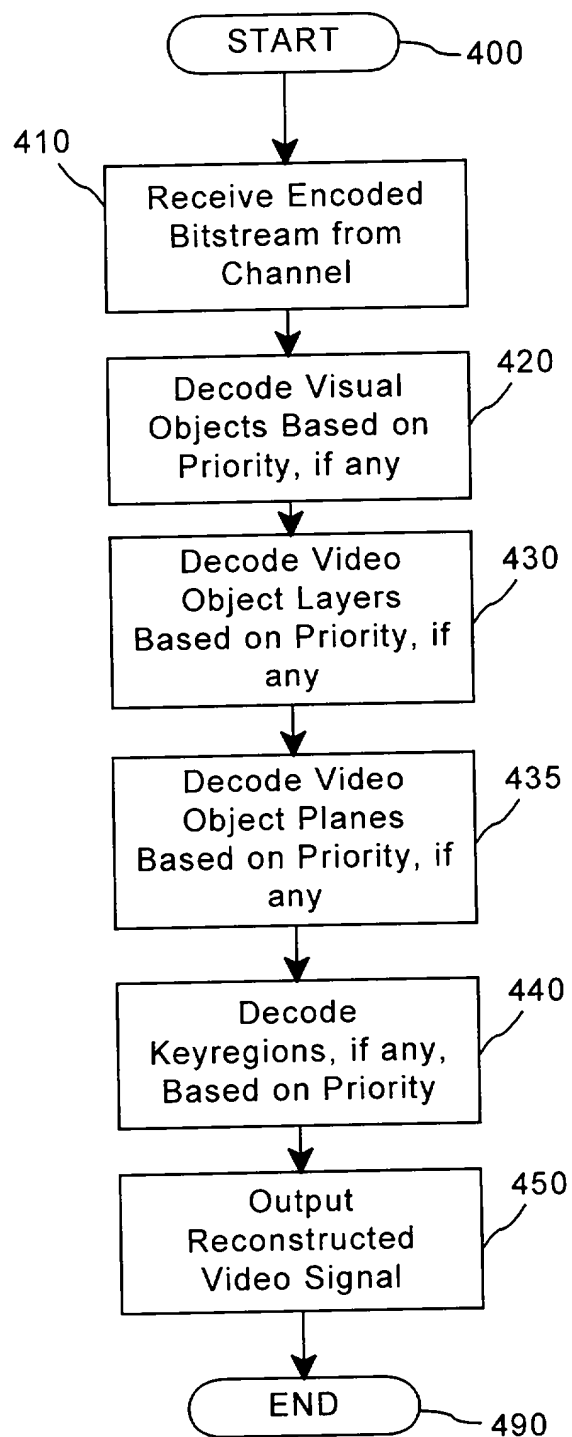 START
400
410
Receive Encoded
Bitstream from
Channel
420
Decode Visual
Objects Based on
Priority, if any
430
Decode Video
Object Layers
Based on Priority, if
any
435
Decode Video
Object Planes
Based on Priority, if
any
440
Decode
Keyregions, if any,
Based on Priority
450
Output
Reconstructed
Video Signal
END
490